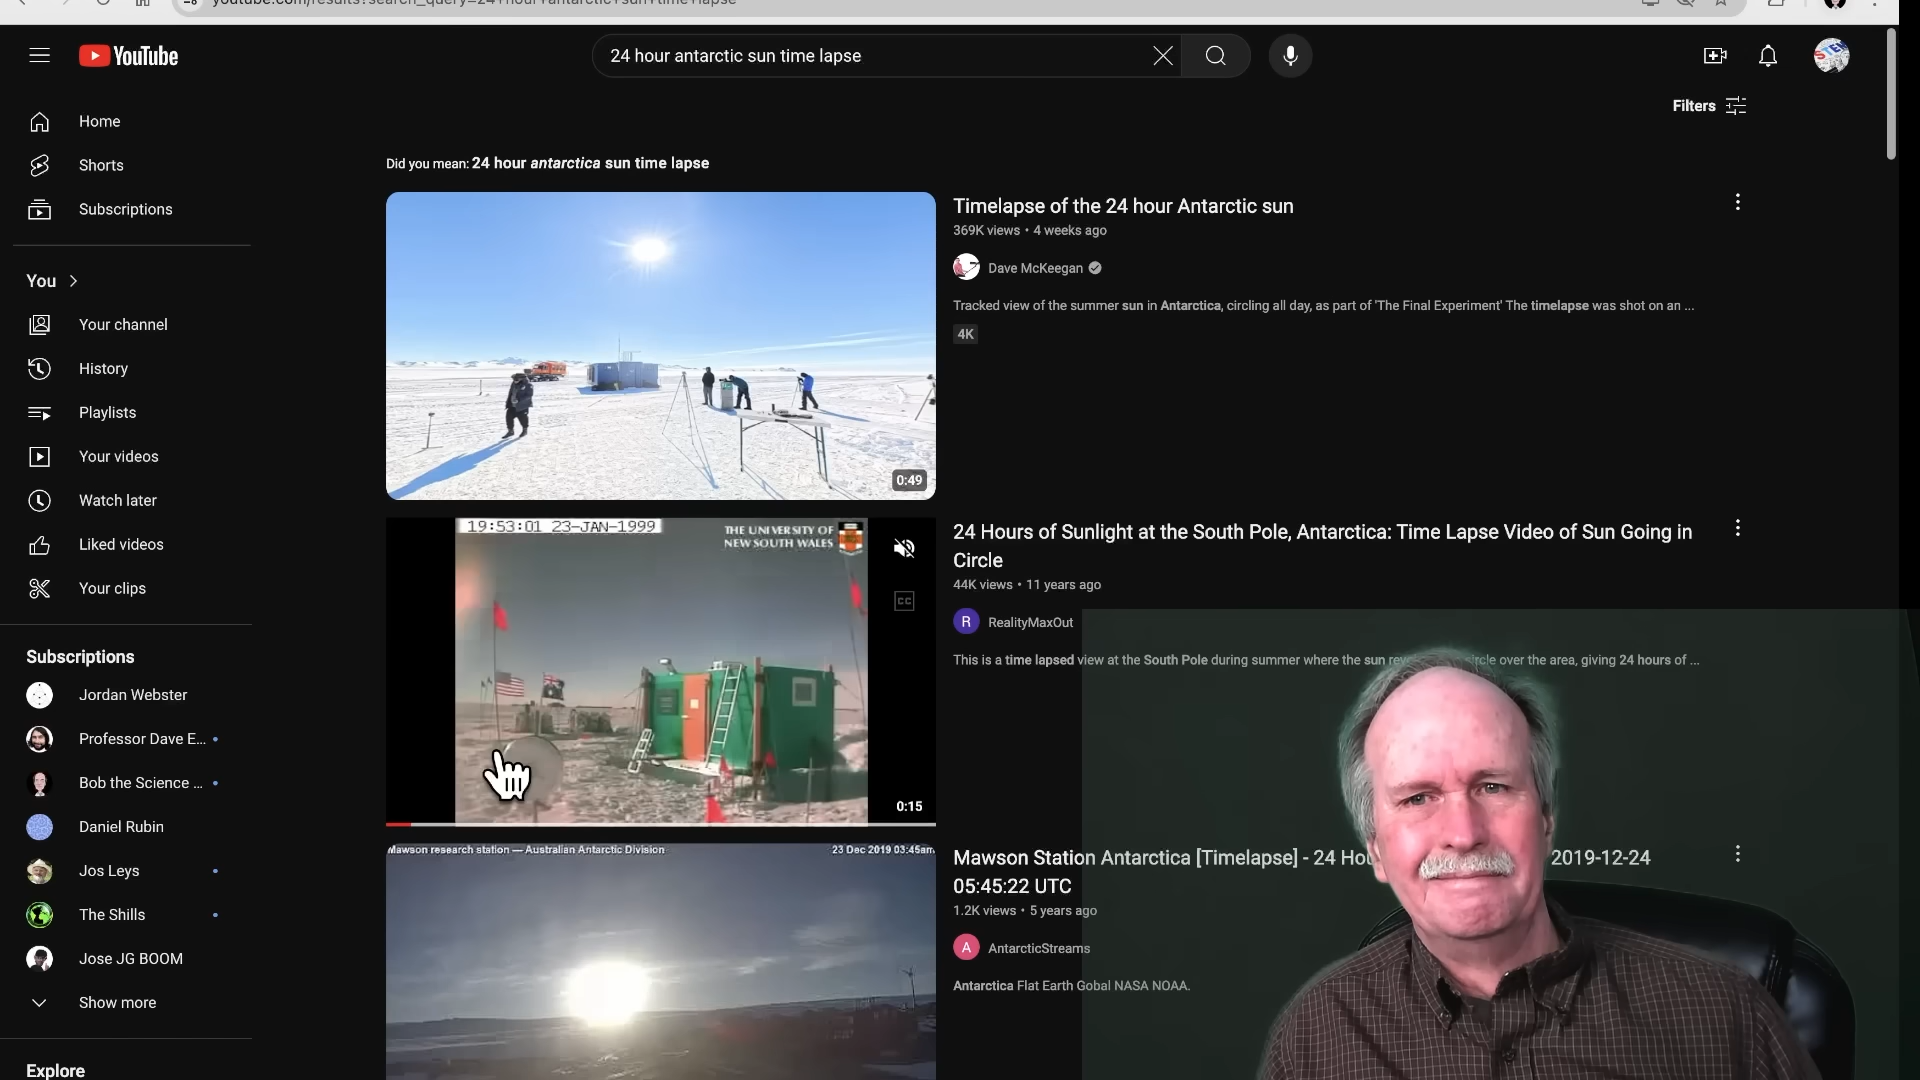 YouTube
24 hour antarctic sun time lapse
Filters
Home
Shorts
Subscriptions
You
Your channel
History
Playlists
Your videos
Watch later
Liked videos
Your clips
Subscriptions
Jordan Webster
Professor Dave E...
Bob the Science ...
Daniel Rubin
Jos Leys
The Shills
Jose JG BOOM
Show more
Explore
Did you mean: 24 hour antarctica sun time lapse
0:49
Timelapse of the 24 hour Antarctic sun
369K views • 4 weeks ago
Dave McKeegan
Tracked view of the summer sun in Antarctica, circling all day, as part of 'The Final Experiment' The timelapse was shot on an ...
4K
19:53:01 23-JAN-1999
THE UNIVERSITY OF
NEW SOUTH WALES
CC
0:15
24 Hours of Sunlight at the South Pole, Antarctica: Time Lapse Video of Sun Going in
Circle
44K views • 11 years ago
R
RealityMaxOut
This is a time lapsed view at the South Pole during summer where the sun circle over the area, giving 24 hours of ...
Mawson research station — Australian Antarctic Division
23 Dec 2019 03:45am
Mawson Station Antarctica [Timelapse] - 24 2019-12-24
05:45:22 UTC
1.2K views • 5 years ago
A
AntarcticStreams
Antarctica Flat Earth Gobal NASA NOAA.